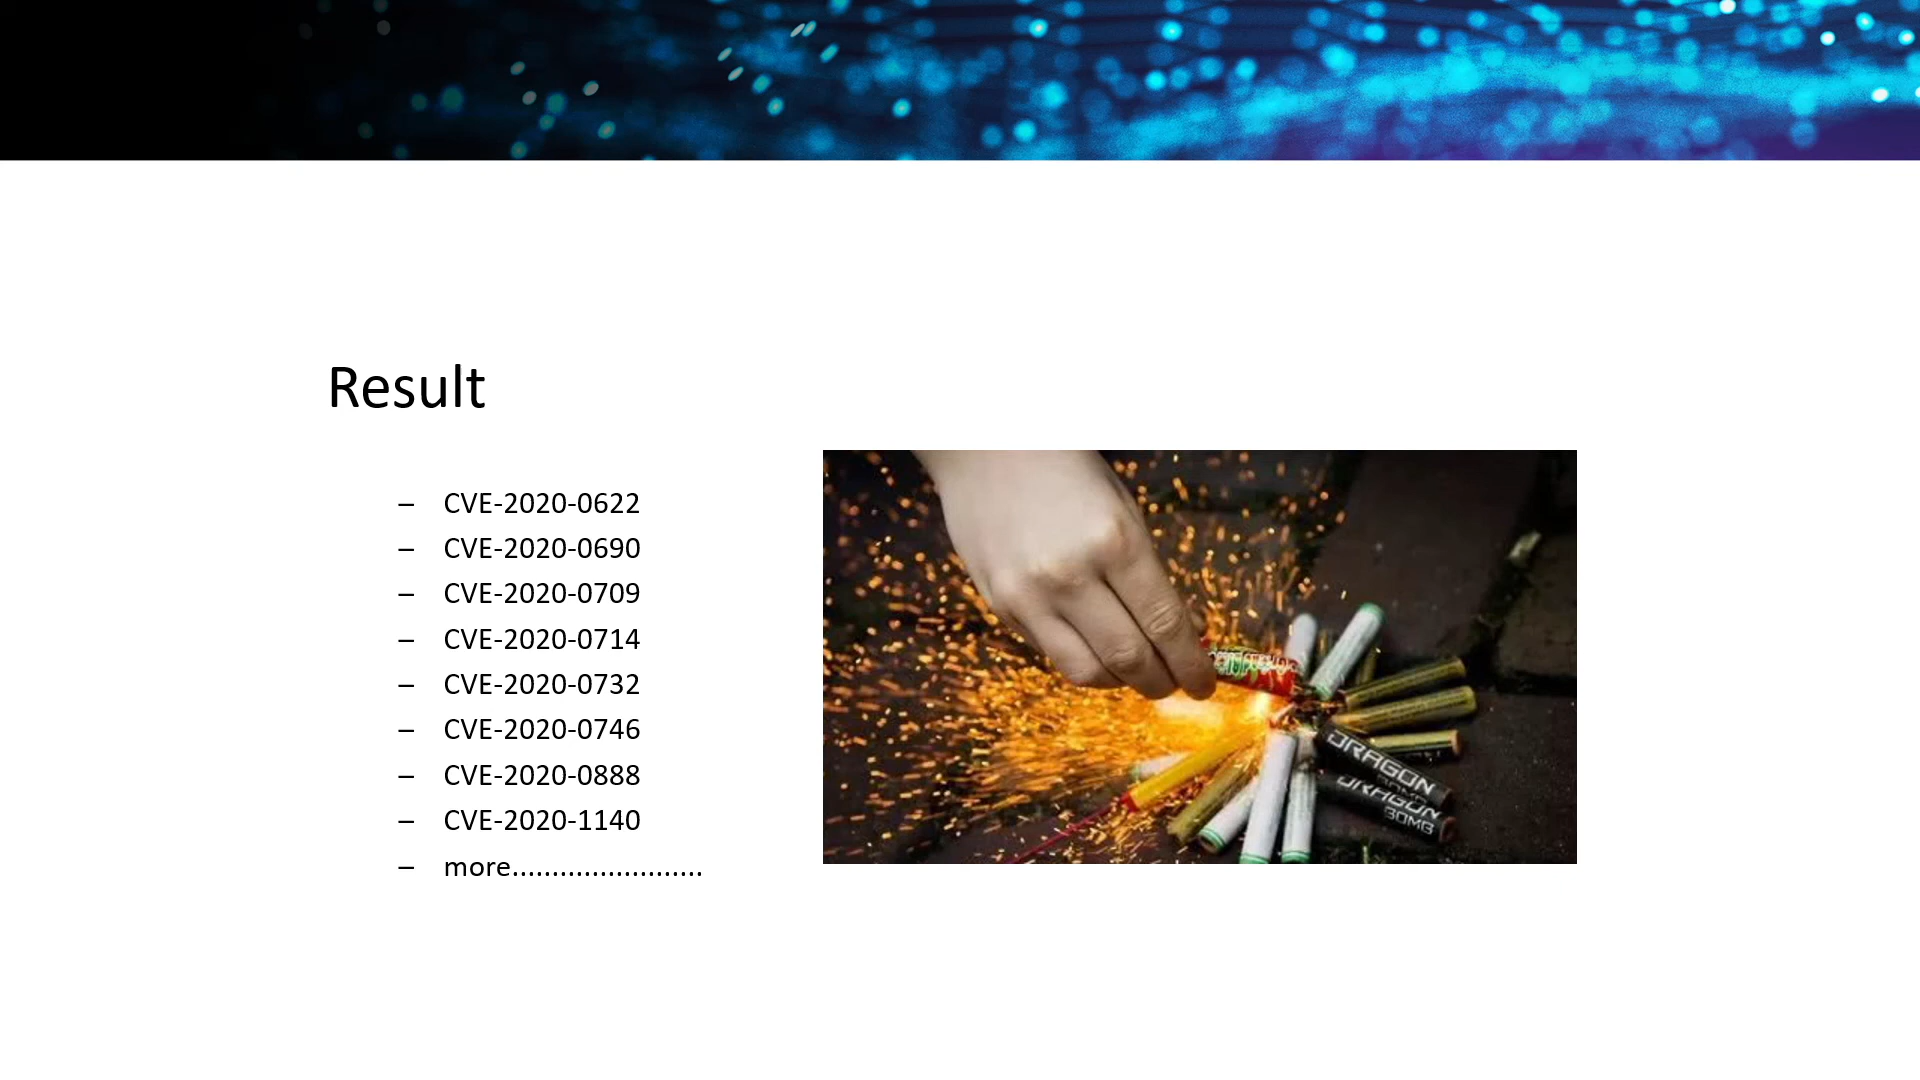 Result
– CVE-2020-0622
– CVE-2020-0690
– CVE-2020-0709
– CVE-2020-0714
– CVE-2020-0732
– CVE-2020-0746
– CVE-2020-0888
– CVE-2020-1140
– more........................
DRAGON
DRAGON
BOMB